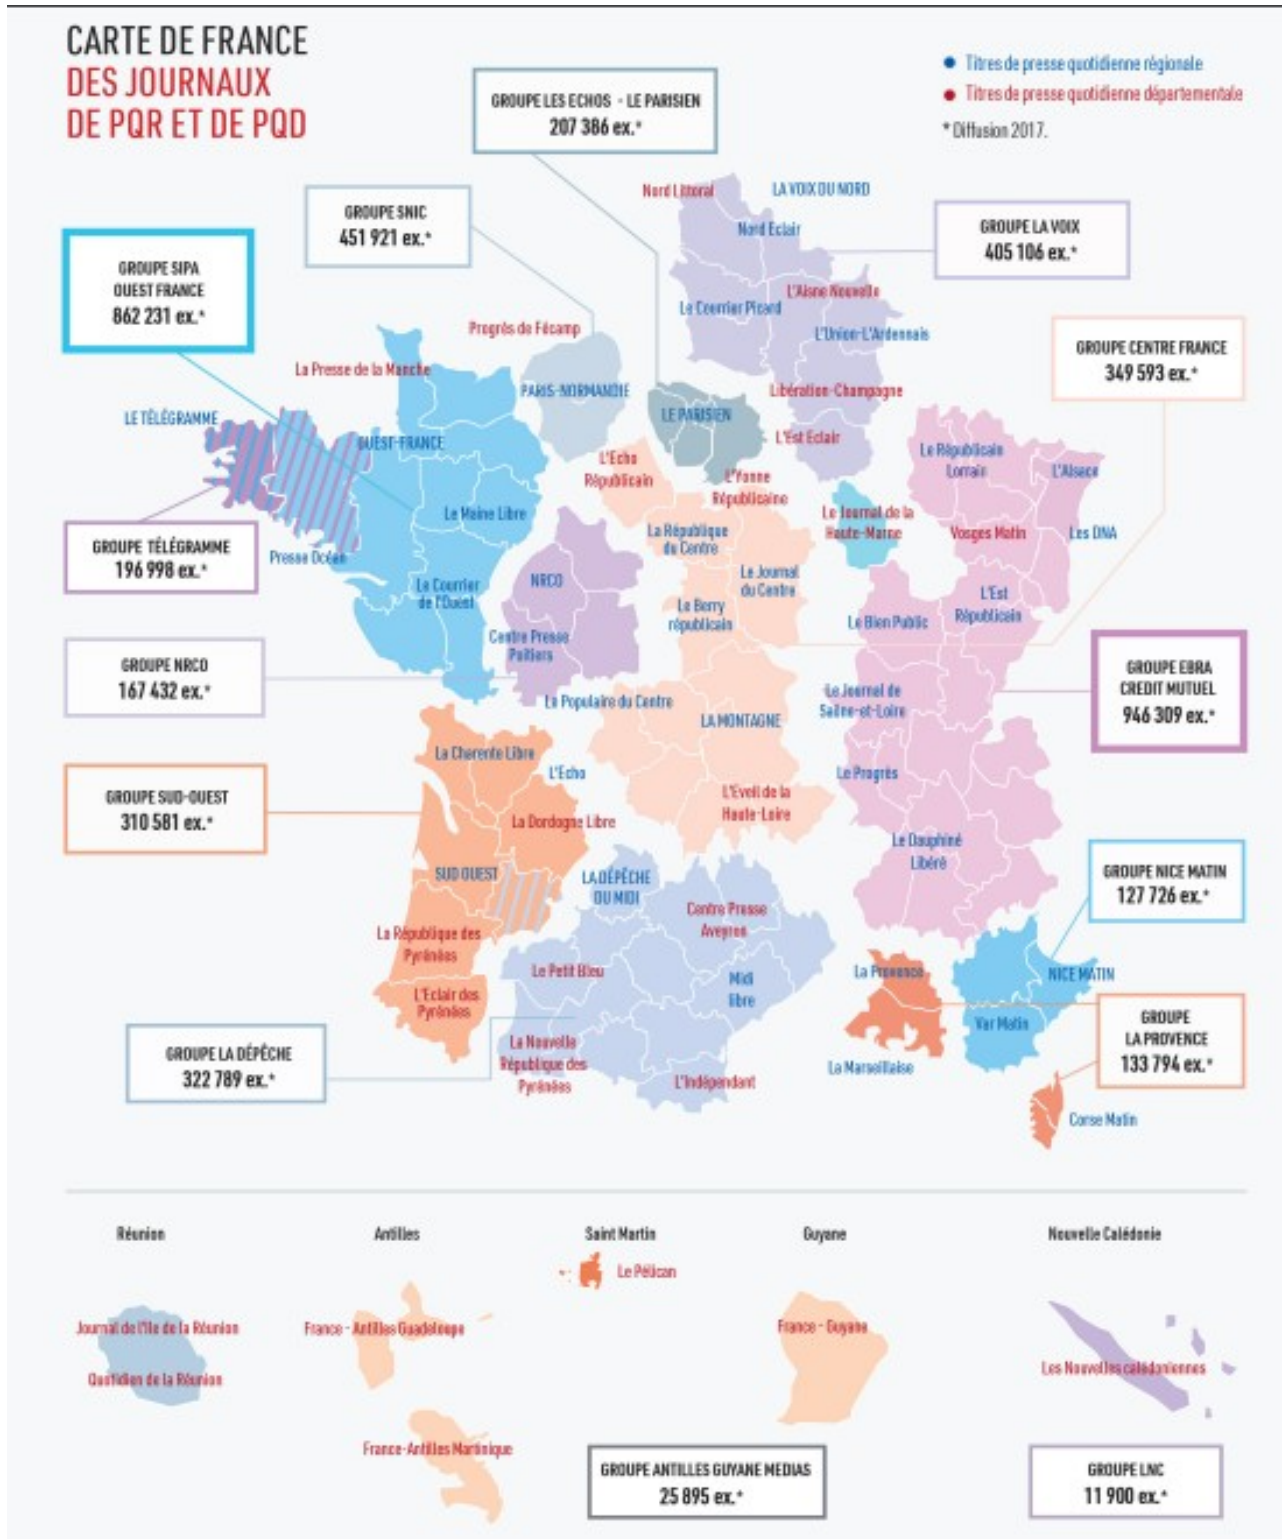 CARTE DE FRANCE
DES JOURNAUX
DE PQR ET DE PQD
Titres de presse quotidienne régionale
Titres de presse quotidienne départementale
* Diffusion 2017.
GROUPE LES ECHOS - LE PARISIEN
207 386 ex.*
GROUPE SNIC
451 921 ex.*
GROUPE SIPA
OUEST FRANCE
862 231 ex.*
Nord Littoral
LA VOIX DU NORD
Nord Eclair
GROUPE LA VOIX
405 106 ex.*
L'Aisne Nouvelle
Le Courrier Picard
L'Union-L'Ardennais
Progrès de Fécamp
GROUPE CENTRE FRANCE
349 593 ex.*
La Presse de la Manche
PARIS-NORMANDIE
Libération-Champagne
LE TÉLÉGRAMME
LE PARISIEN
OUEST-FRANCE
L'Est Eclair
L'Echo
Républicain
L'Yonne
Républicaine
Le Républicain
Lorrain
L'Alsace
Le Maine Libre
Le Journal de la
Haute-Marne
La République
du Centre
Vosges Matin
Les DNA
GROUPE TÉLÉGRAMME
196 998 ex.*
Presse Océan
Le Courrier
de l'Ouest
NRCO
Le Journal
du Centre
L'Est
Républicain
Le Berry
républicain
Le Bien Public
Centre Presse
Poitiers
GROUPE NRCO
167 432 ex.*
GROUPE EBRA
CREDIT MUTUEL
946 309 ex.*
Le Populaire du Centre
LA MONTAGNE
Le Journal de
Saône-et-Loire
La Charente Libre
L'Echo
Le Progrès
GROUPE SUD-OUEST
310 581 ex.*
La Dordogne Libre
L'Eveil de la
Haute-Loire
Le Dauphiné
Libéré
SUD OUEST
LA DÉPÊCHE
DU MIDI
GROUPE NICE MATIN
127 726 ex.*
Centre Presse
Aveyron
La République des
Pyrénées
Le Petit Bleu
Midi
libre
La Provence
NICE MATIN
L'Eclair des
Pyrénées
Var Matin
GROUPE
LA PROVENCE
133 794 ex.*
GROUPE LA DÉPÊCHE
322 789 ex.*
La Nouvelle
République des
Pyrénées
L'Indépendant
La Marseillaise
Corse Matin
Réunion
Antilles
Saint Martin
Guyane
Nouvelle Calédonie
Le Pélican
Journal de l'Ile de la Réunion
France - Antilles Guadeloupe
France - Guyane
Les Nouvelles calédoniennes
Quotidien de la Réunion
France-Antilles Martinique
GROUPE ANTILLES GUYANE MEDIAS
25 895 ex.*
GROUPE LNC
11 900 ex.*